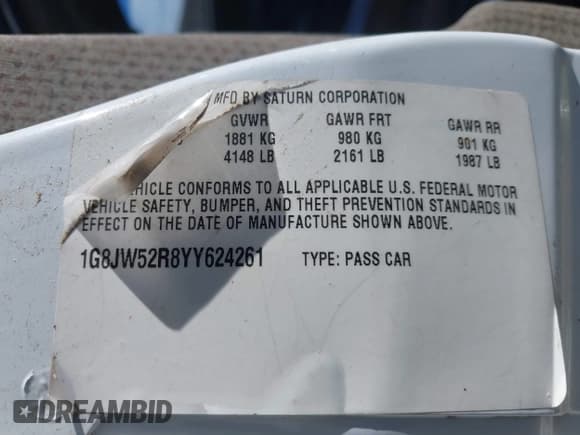 MFD BY SATURN CORPORATION
GVWR GAWR FRT GAWR RR
1881 KG 980 KG 901 KG
4148 LB 2161 LB 1987 LB
VEHICLE CONFORMS TO ALL APPLICABLE U.S. FEDERAL MOTOR
VEHICLE SAFETY, BUMPER, AND THEFT PREVENTION STANDARDS IN
EFFECT ON THE DATE OF MANUFACTURE SHOWN ABOVE.
1G8JW52R8YY624261 TYPE: PASS CAR
DREAMBID